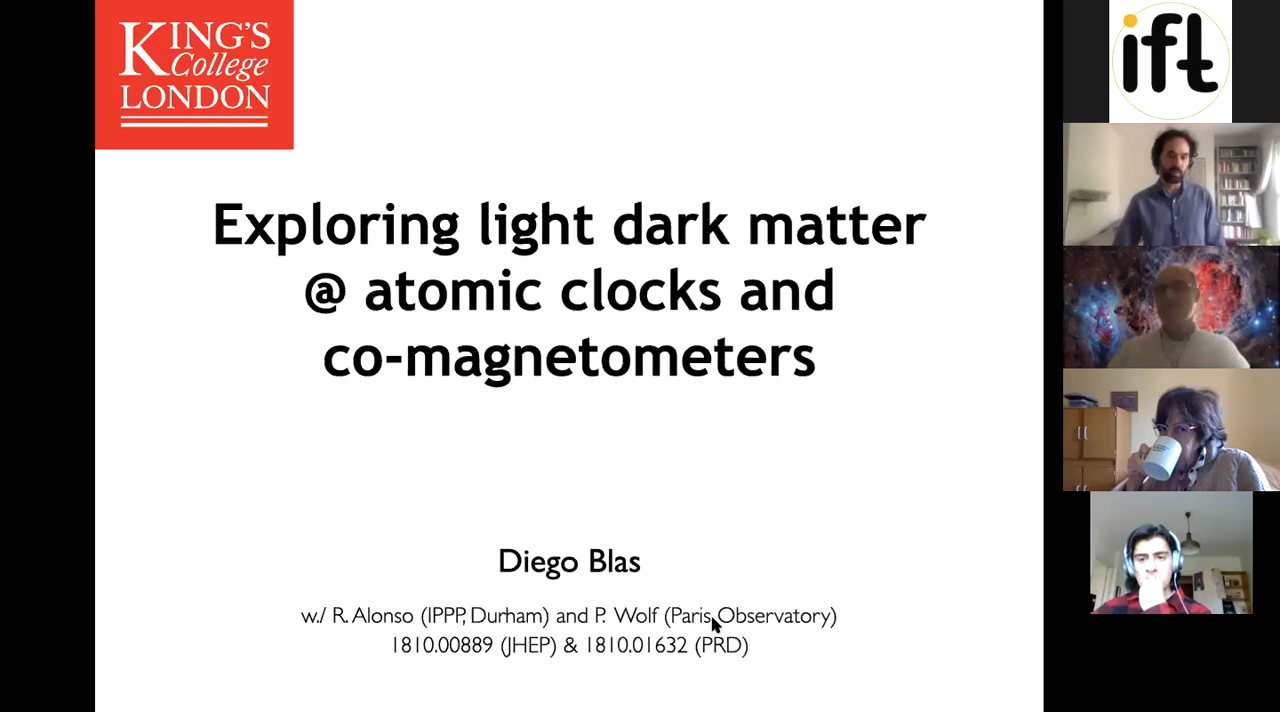 KING'S
College
LONDON
Exploring light dark matter
@ atomic clocks and
co-magnetometers
Diego Blas
w./ R. Alonso (IPPP, Durham) and P. Wolf (Paris Observatory)
1810.00889 (JHEP) & 1810.01632 (PRD)
ift